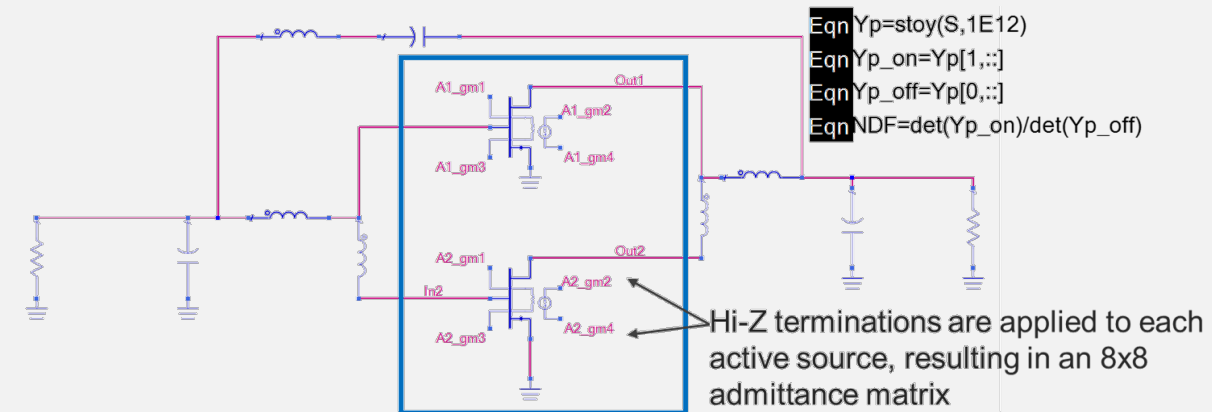 Eqn Yp=stoy(S,1E12)
Eqn Yp_on=Yp[1,::]
Eqn Yp_off=Yp[0,::]
Eqn NDF=det(Yp_on)/det(Yp_off)
Out1
A1_gm1
A1_gm2
A1_gm3
A1_gm4
Out2
A2_gm1
A2_gm2
In2
A2_gm3
A2_gm4
Hi-Z terminations are applied to each
active source, resulting in an 8x8
admittance matrix